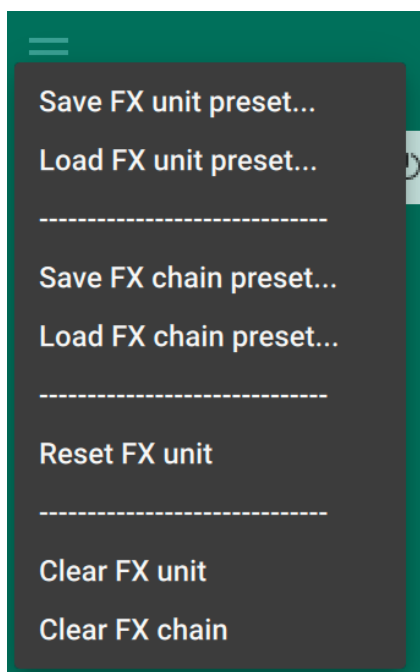 Save FX unit preset...
Load FX unit preset...
------------------------------
Save FX chain preset...
Load FX chain preset...
------------------------------
Reset FX unit
------------------------------
Clear FX unit
Clear FX chain